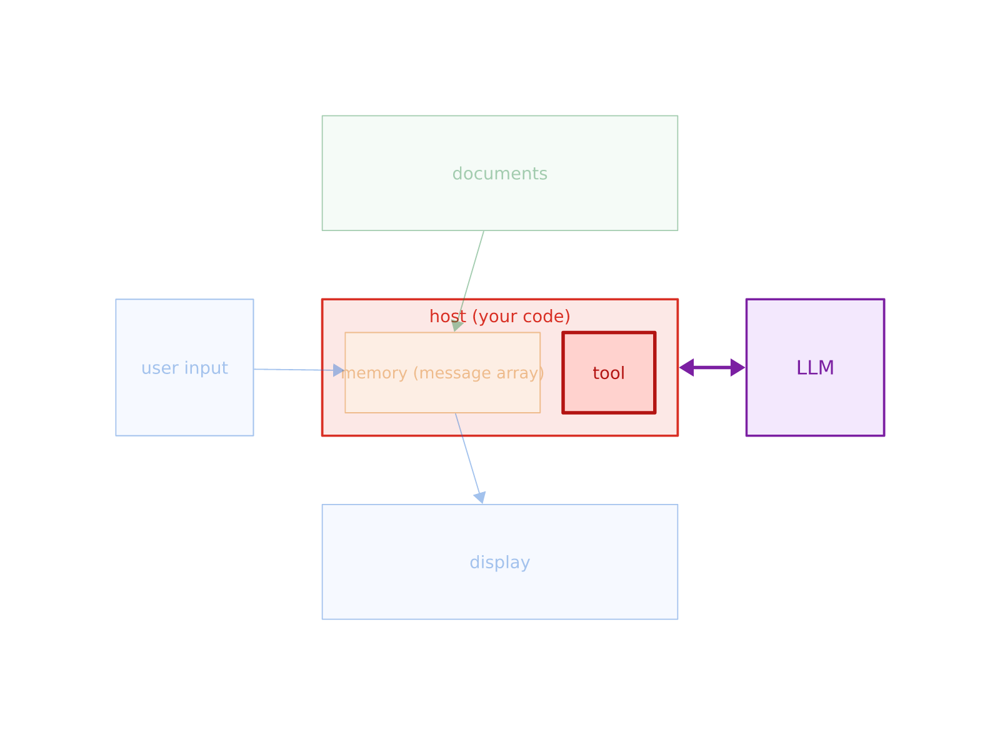 documents
host (your code)
user input
memory (message array)
tool
LLM
display